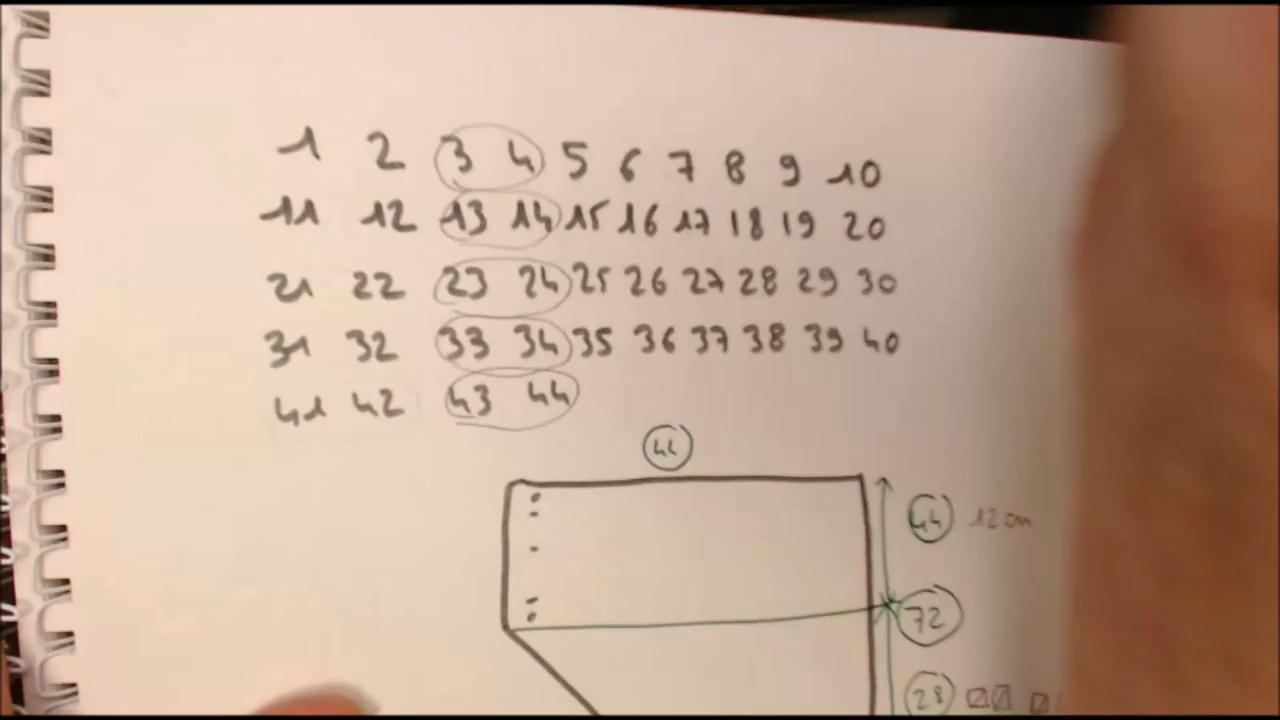 1 2 3 4 5 6 7 8 9 10
11 12 13 14 15 16 17 18 19 20
21 22 23 24 25 26 27 28 29 30
31 32 33 34 35 36 37 38 39 40
41 42 43 44
44
44 12 cm
72
28